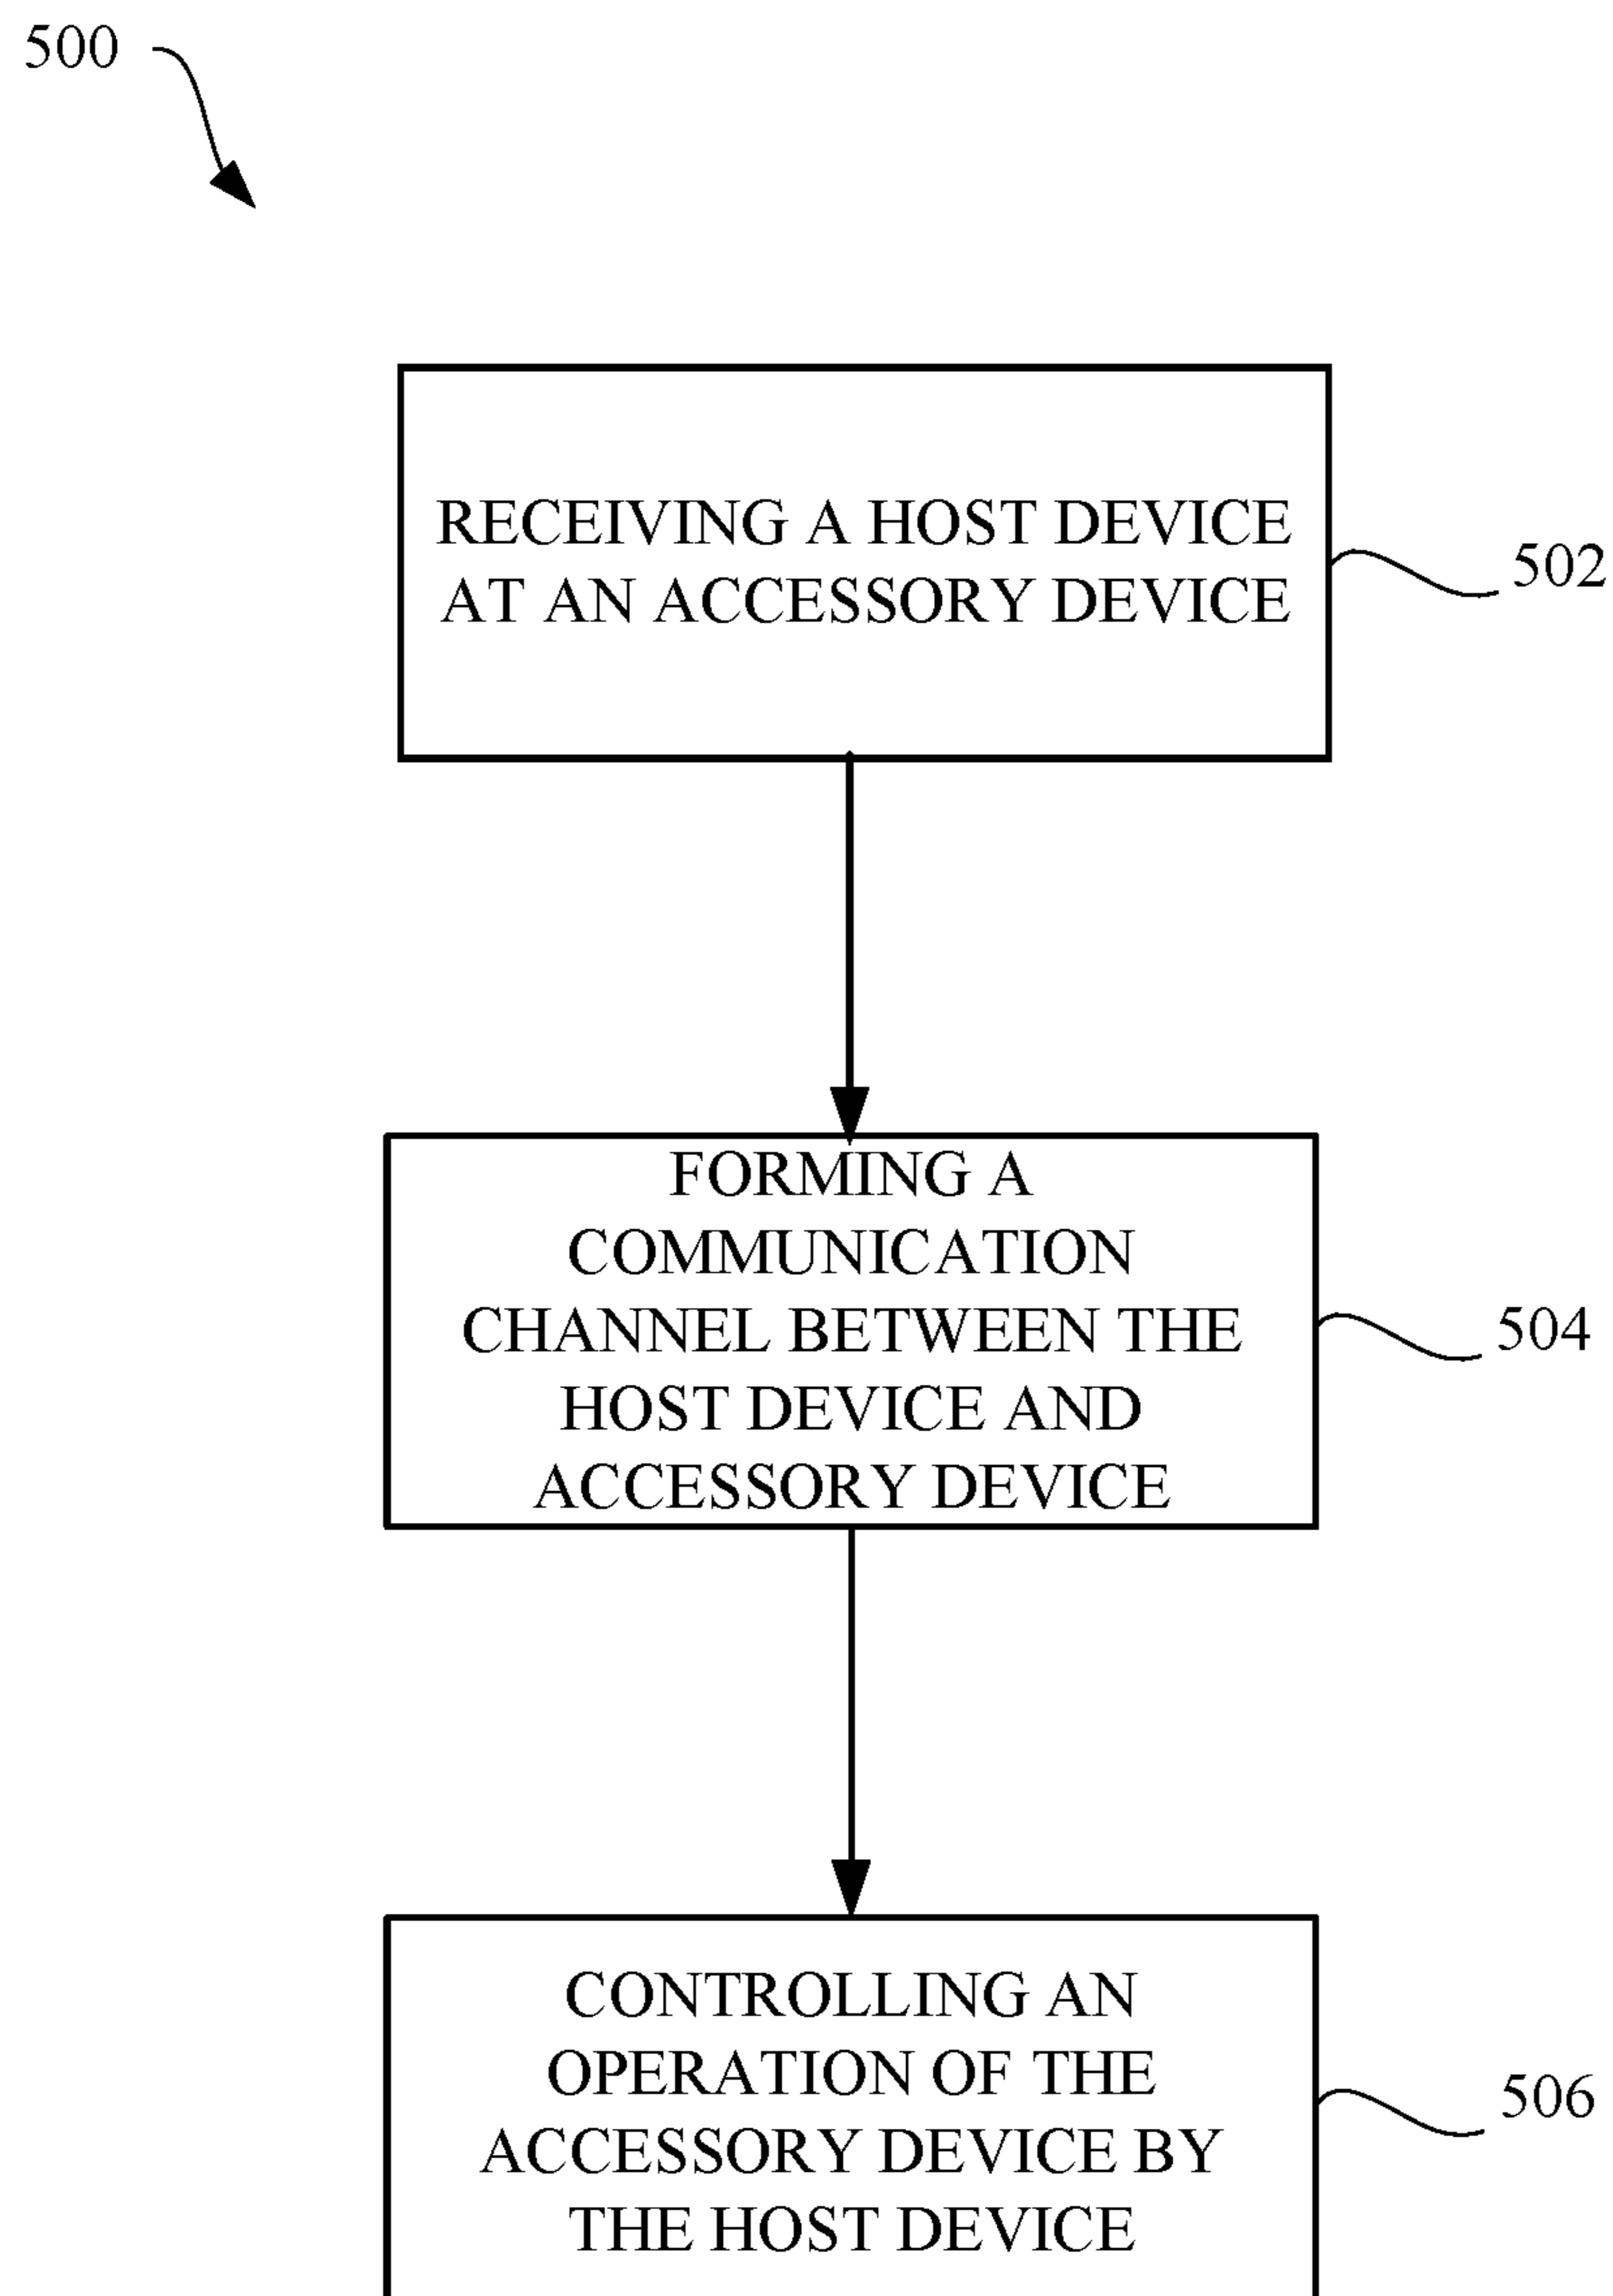 500
RECEIVING A HOST DEVICE
AT AN ACCESSORY DEVICE
502
FORMING A
COMMUNICATION
CHANNEL BETWEEN THE
HOST DEVICE AND
ACCESSORY DEVICE
504
CONTROLLING AN
OPERATION OF THE
ACCESSORY DEVICE BY
THE HOST DEVICE
506